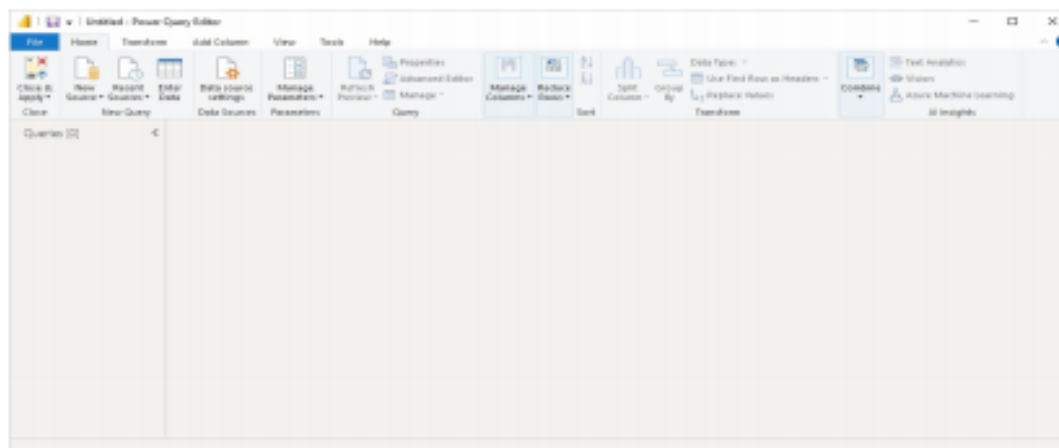 Untitled - Power Query Editor
File Home Transform Add Column View Tools Help
Close &
Apply
New
Source
Recent
Sources
Enter
Data
Data source
settings
Manage
Parameters
Refresh
Preview
Properties
Advanced Editor
Manage
Manage
Columns
Reduce
Rows
Split
Column
Group
By
Data Type:
Use First Row as Headers
Replace Values
Combine
Text Analytics
Vision
Azure Machine Learning
Close New Query Data Sources Parameters Query Sort Transform AI Insights
Queries [0]